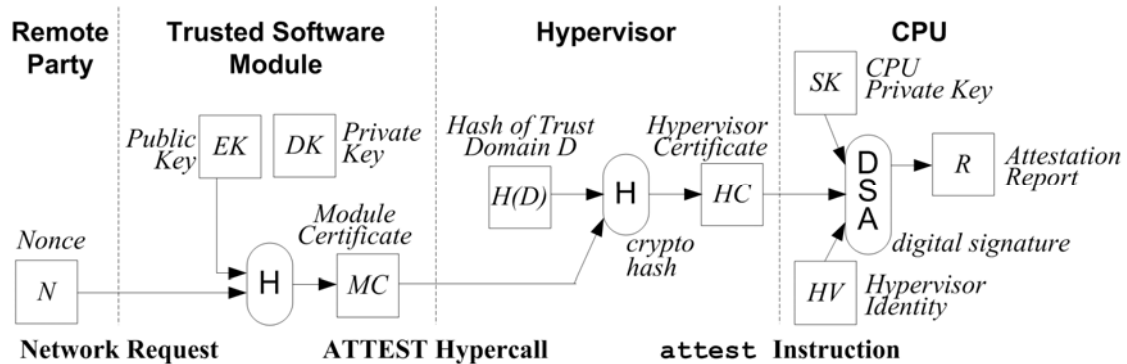 Remote
Party
Trusted Software
Module
Hypervisor
CPU
Public
Key
EK
DK
Private
Key
Hash of Trust
Domain D
Hypervisor
Certificate
SK
CPU
Private Key
H(D)
H
HC
D
S
A
R
Attestation
Report
Nonce
N
H
Module
Certificate
MC
crypto
hash
digital signature
HV
Hypervisor
Identity
Network Request
ATTEST Hypercall
attest Instruction